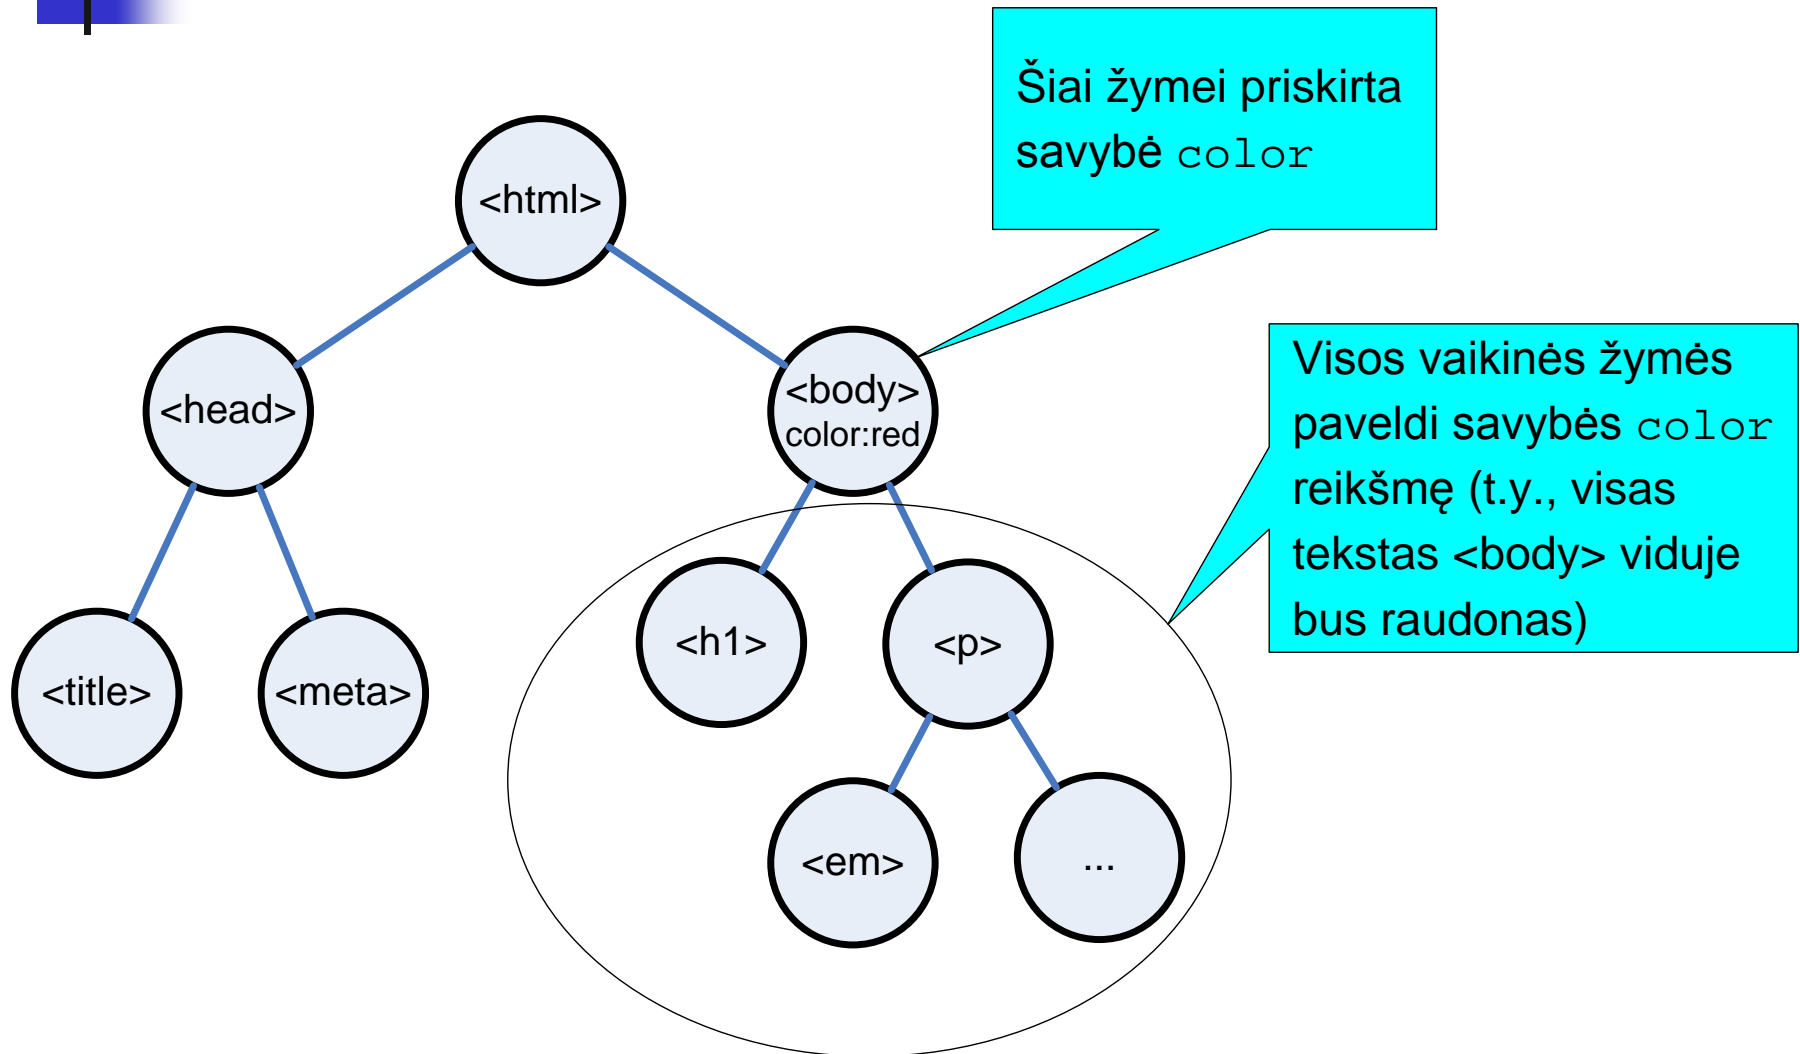 Šiai žymei priskirta
savybė color
<html>
<head>
<body>
color:red
Visos vaikinės žymės
paveldi savybės color
reikšmę (t.y., visas
tekstas <body> viduje
bus raudonas)
<title>
<meta>
<h1>
<p>
<em>
...